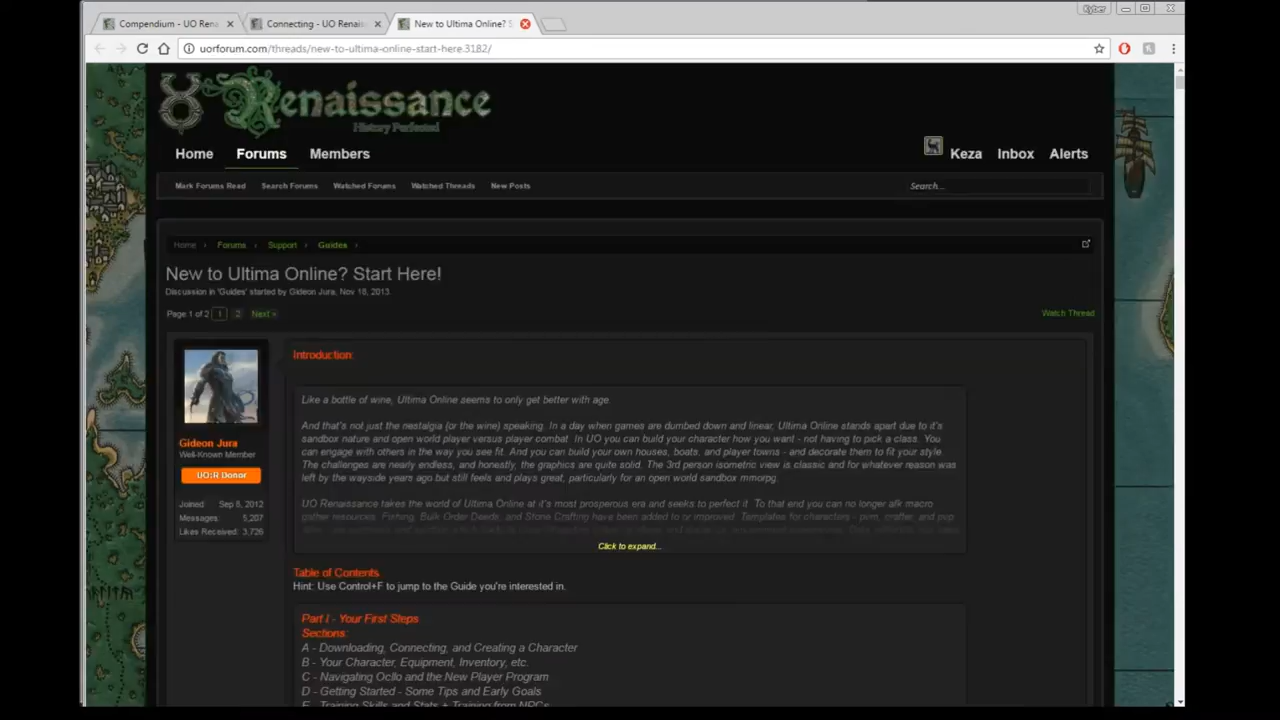 Kyber
Compendium - UO Rena
Connecting - UO Renais
New to Ultima Online? S
uorforum.com/threads/new-to-ultima-online-start-here.3182/
Renaissance
History Perfected
Home
Forums
Members
Keza
Inbox
Alerts
Mark Forums Read
Search Forums
Watched Forums
Watched Threads
New Posts
Search...
Home
Forums
Support
Guides
New to Ultima Online? Start Here!
Discussion in 'Guides' started by Gideon Jura, Nov 18, 2013.
Page 1 of 2
1
2
Next >
Watch Thread
Gideon Jura
Well-Known Member
UO:R Donor
Joined Sep 8, 2012
Messages: 5,207
Likes Received: 3,726
Introduction:
Like a bottle of wine, Ultima Online seems to only get better with age.
And that's not just the nestalgia (or the wine) speaking. In a day when games are dumbed down and linear, Ultima Online stands apart due to it's
sandbox nature and open world player versus player combat. In UO you can build your character how you want - not having to pick a class. You
can engage with others in the way you see fit. And you can build your own houses, boats, and player towns - and decorate them to fit your style.
The challenges are nearly endless, and honestly, the graphics are quite solid. The 3rd person isometric view is classic and for whatever reason was
left by the wayside years ago but still feels and plays great, particularly for an open world sandbox mmorpg.
UO Renaissance takes the world of Ultima Online at it's most prosperous era and seeks to perfect it. To that end you can no longer afk macro
gather resources. Fishing, Bulk Order Deeds, and Stone Crafting have been added to or improved. Templates for characters - pvm, crafter, and pvp
Click to expand...
Table of Contents
Hint: Use Control+F to jump to the Guide you're interested in.
Part I - Your First Steps
Sections:
A - Downloading, Connecting, and Creating a Character
B - Your Character, Equipment, Inventory, etc.
C - Navigating Ocllo and the New Player Program
D - Getting Started - Some Tips and Early Goals
E - Training Skills and Stats + Training from NPCs